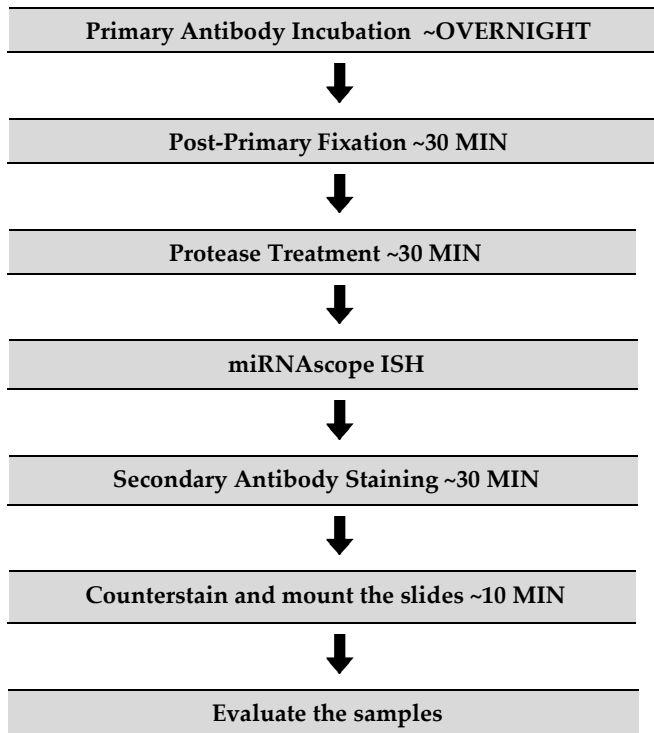 Primary Antibody Incubation ~OVERNIGHT
Post-Primary Fixation ~30 MIN
Protease Treatment ~30 MIN
miRNAscope ISH
Secondary Antibody Staining ~30 MIN
Counterstain and mount the slides ~10 MIN
Evaluate the samples